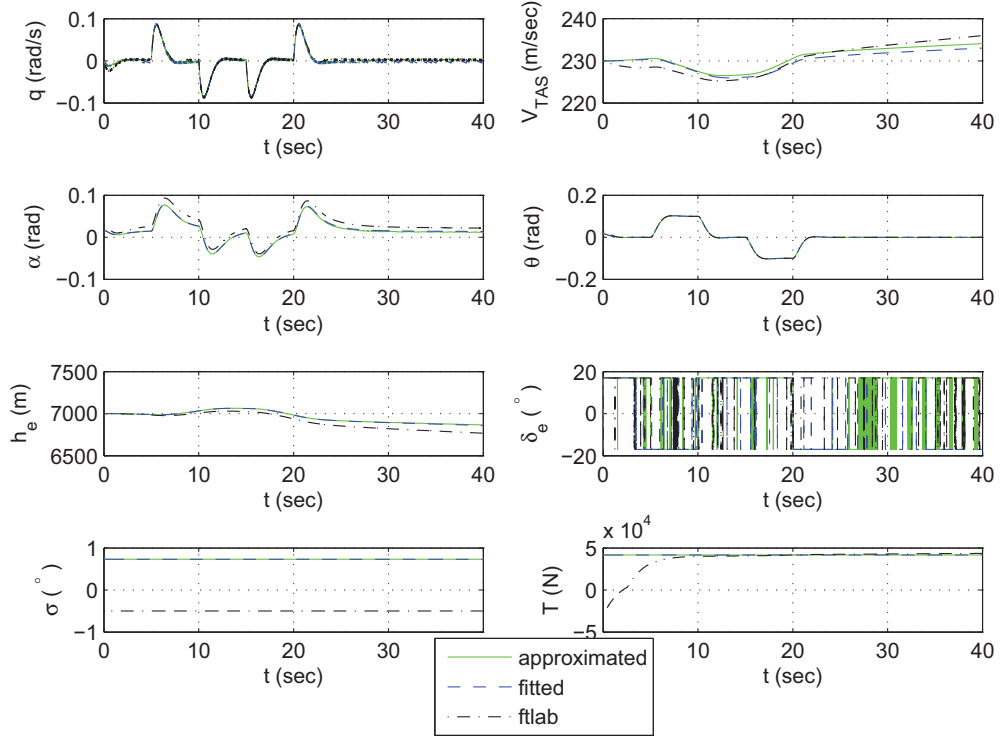 0.1
0
−0.1
q (rad/s)
0 10 20 30 40
t (sec)
240
230
220
V_TAS (m/sec)
0 10 20 30 40
t (sec)
0.1
0
−0.1
α (rad)
0 10 20 30 40
t (sec)
0.2
0
−0.2
θ (rad)
0 10 20 30 40
t (sec)
7500
7000
6500
h_e (m)
0 10 20 30 40
t (sec)
20
0
−20
δ_e ( ° )
0 10 20 30 40
t (sec)
1
0
−1
σ ( ° )
0 10 20 30 40
t (sec)
x 10^4
5
0
−5
T (N)
0 10 20 30 40
t (sec)
approximated
fitted
ftlab